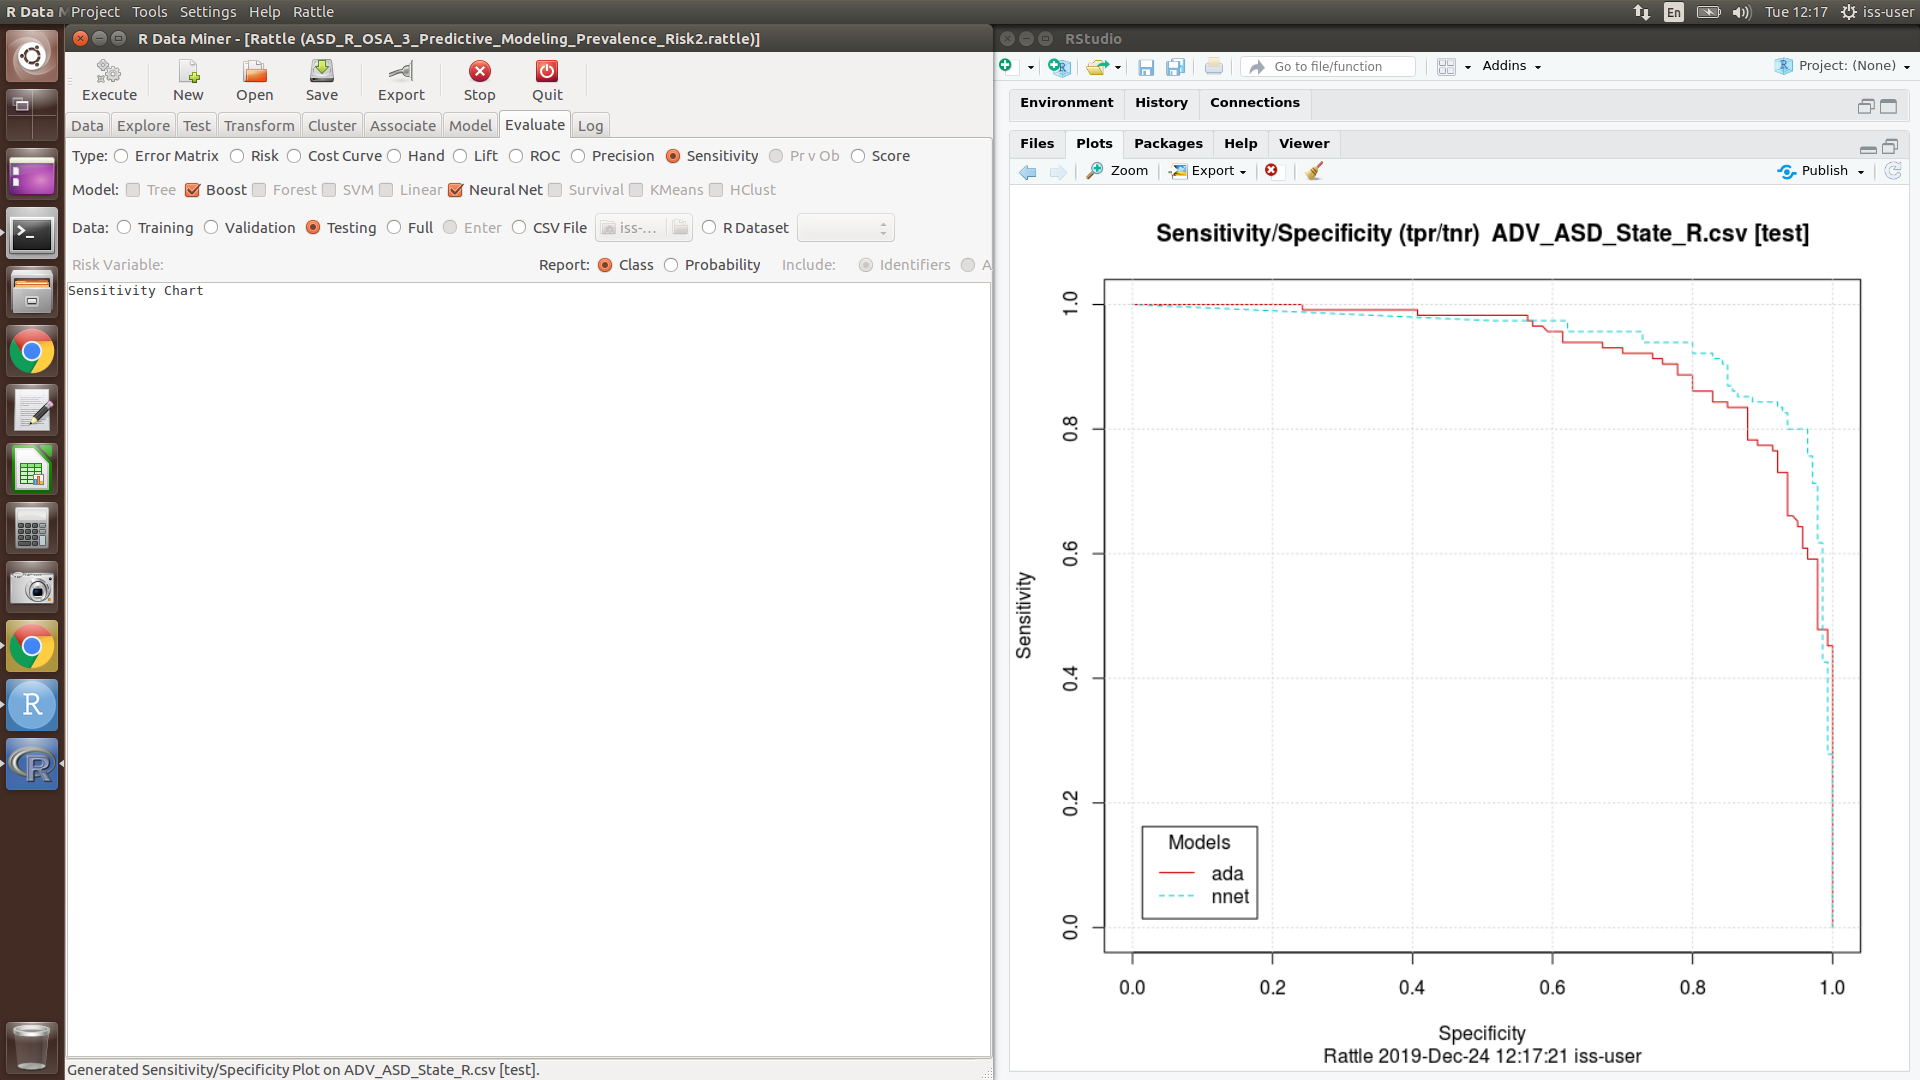 R Data M Project Tools Settings Help Rattle
En Tue 12:17 iss-user
R Data Miner - [Rattle (ASD_R_OSA_3_Predictive_Modeling_Prevalence_Risk2.rattle)]
Execute New Open Save Export Stop Quit
Data Explore Test Transform Cluster Associate Model Evaluate Log
Type: Error Matrix Risk Cost Curve Hand Lift ROC Precision Sensitivity Pr v Ob Score
Model: Tree Boost Forest SVM Linear Neural Net Survival KMeans HClust
Data: Training Validation Testing Full Enter CSV File iss-... R Dataset
Risk Variable: Report: Class Probability Include: Identifiers A
Sensitivity Chart
Generated Sensitivity/Specificity Plot on ADV_ASD_State_R.csv [test].
RStudio
Go to file/function Addins Project: (None)
Environment History Connections
Files Plots Packages Help Viewer
Zoom Export Publish
Sensitivity/Specificity (tpr/tnr) ADV_ASD_State_R.csv [test]
Sensitivity
1.0
0.8
0.6
0.4
0.2
0.0
Models
ada
nnet
0.0 0.2 0.4 0.6 0.8 1.0
Specificity
Rattle 2019-Dec-24 12:17:21 iss-user